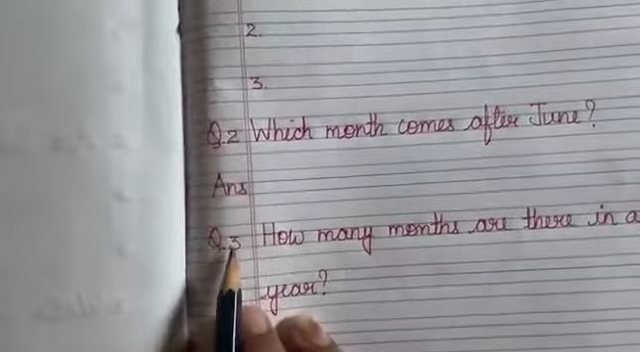 2.
3.
Q.2 Which month comes after June?
Ans
Q.3 How many months are there in a
year?